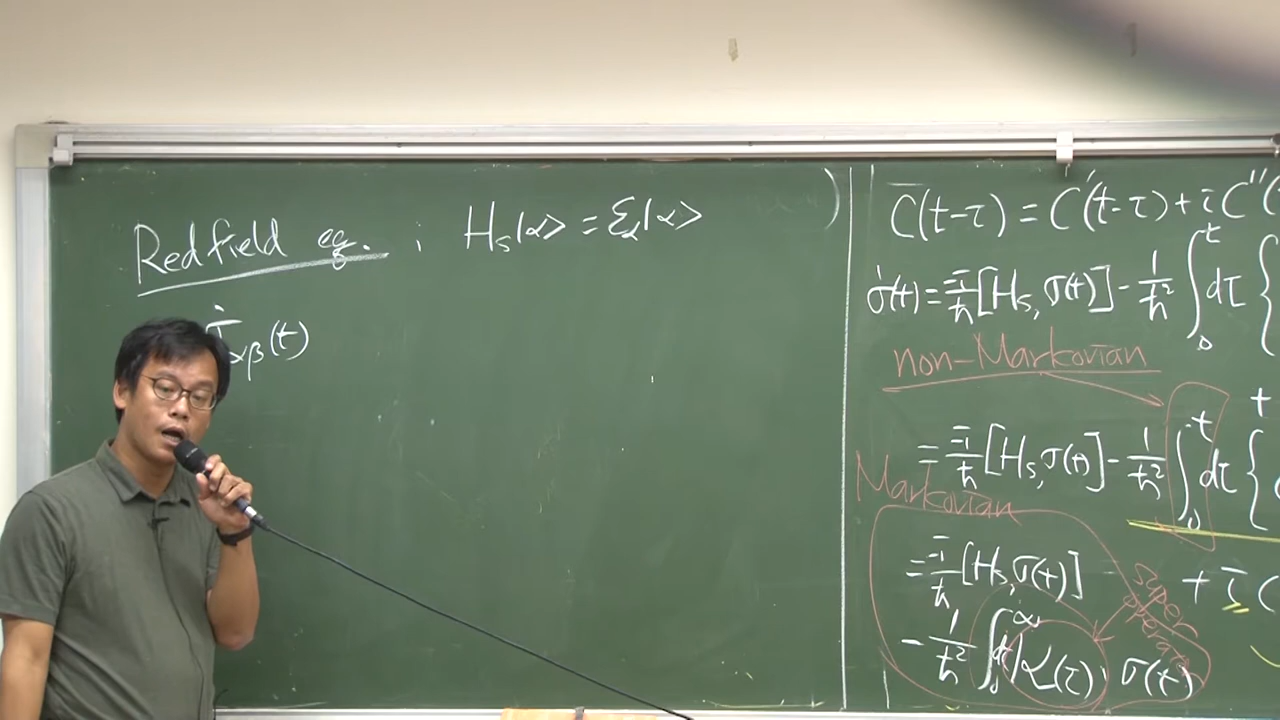 Redfield eq. ; H_s|α> = ε_α|α>
σ̇_αβ(t)
C(t-τ) = C'(t-τ) + iC''(
σ̇(t) = -i/ħ [H_s, σ(t)] - 1/ħ² ∫_0^t dτ {
non-Markovian
+
= -i/ħ [H_s, σ(t)] - 1/ħ² ∫_0^t dτ {
Markovian
= -i/ħ [H_s, σ(t)] + i C
super
- 1/ħ² ∫_0^∞ dτ K(τ) σ(t)